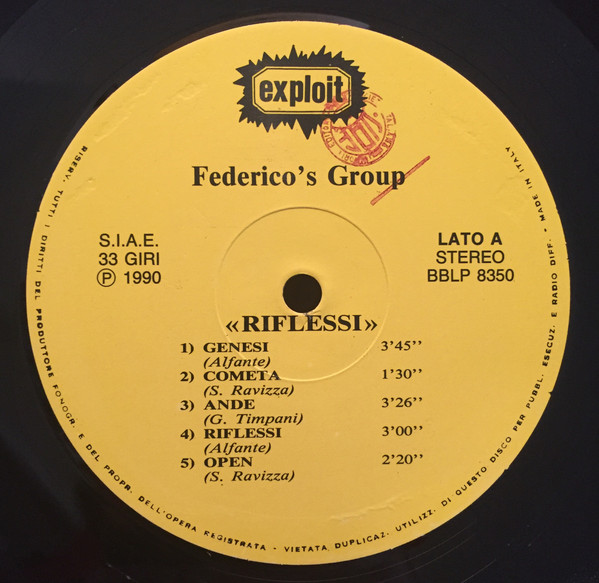 exploit
Federico's Group
S.I.A.E.
33 GIRI
Ⓟ 1990
LATO A
STEREO
BBLP 8350
«RIFLESSI»
1) GENESI 3'45''
(Alfante)
2) COMETA 1'30''
(S. Ravizza)
3) ANDE 3'26''
(G. Timpani)
4) RIFLESSI 3'00''
(Alfante)
5) OPEN 2'20''
(S. Ravizza)
RISERV. TUTTI I DIRITTI DEL PRODUTTORE FONOGR. E DEL PROPR. DELL'OPERA REGISTRATA - VIETATA DUPLICAZ. UTILIZZ. DI QUESTO DISCO PER PUBBL. ESECUZ. E RADIO DIFF. - MADE IN ITALY